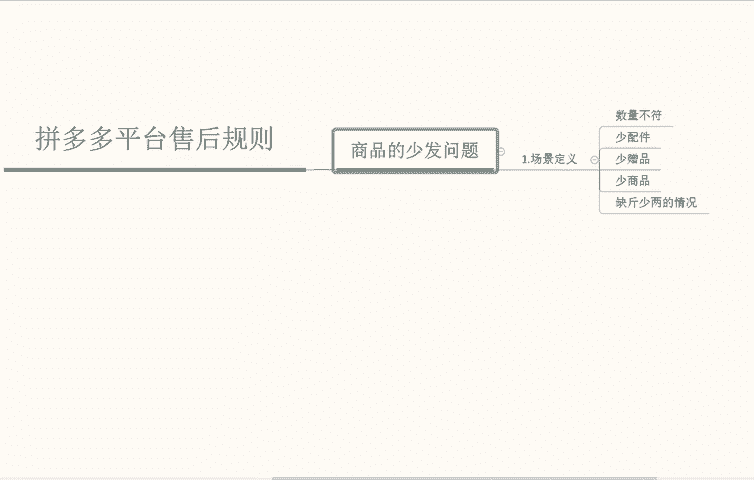 拼多多平台售后规则
商品的少发问题
1.场景定义
数量不符
少配件
少赠品
少商品
缺斤少两的情况